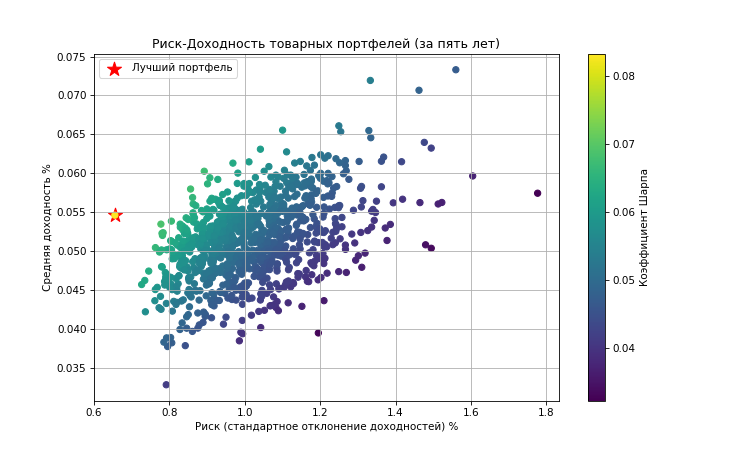 Риск-Доходность товарных портфелей (за пять лет)
Лучший портфель
Средняя доходность %
0.075
0.070
0.065
0.060
0.055
0.050
0.045
0.040
0.035
0.6 0.8 1.0 1.2 1.4 1.6 1.8
Риск (стандартное отклонение доходностей) %
0.08
0.07
0.06
0.05
0.04
Коэффициент Шарпа